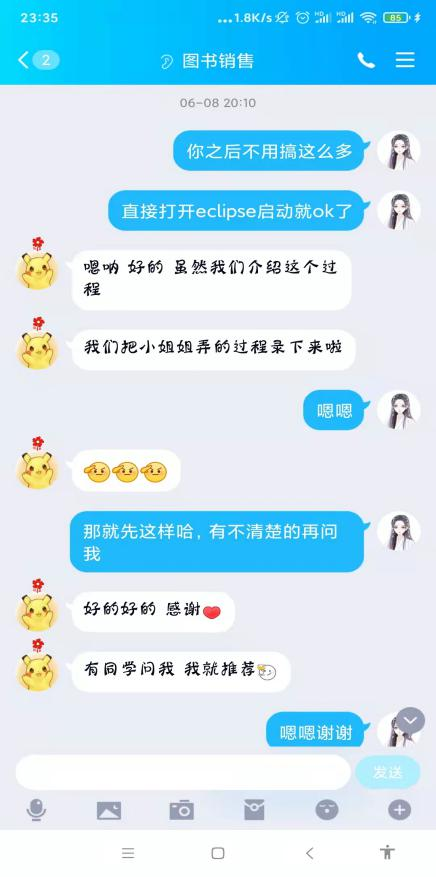 23:35
...1.8K/s
HD
HD
85
2
图书销售
06-08 20:10
你之后不用搞这么多
直接打开eclipse启动就ok了
嗯呐 好的 虽然我们介绍这个过
程
我们把小姐姐弄的过程录下来啦
嗯嗯
那就先这样哈，有不清楚的再问
我
好的好的 感谢
有同学问我 我就推荐
嗯嗯谢谢
发送